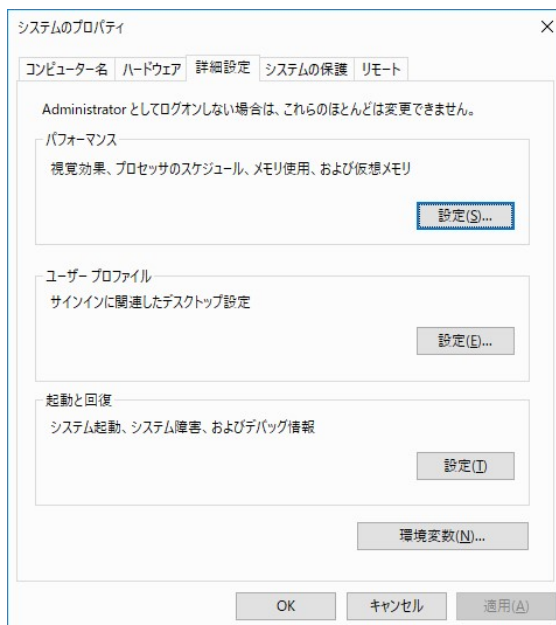 システムのプロパティ
コンピューター名 ハードウェア 詳細設定 システムの保護 リモート
Administrator としてログオンしない場合は、これらのほとんどは変更できません。
パフォーマンス
視覚効果、プロセッサのスケジュール、メモリ使用、および仮想メモリ
設定(S)...
ユーザー プロファイル
サインインに関連したデスクトップ設定
設定(E)...
起動と回復
システム起動、システム障害、およびデバッグ情報
設定(T)
環境変数(N)...
OK キャンセル 適用(A)